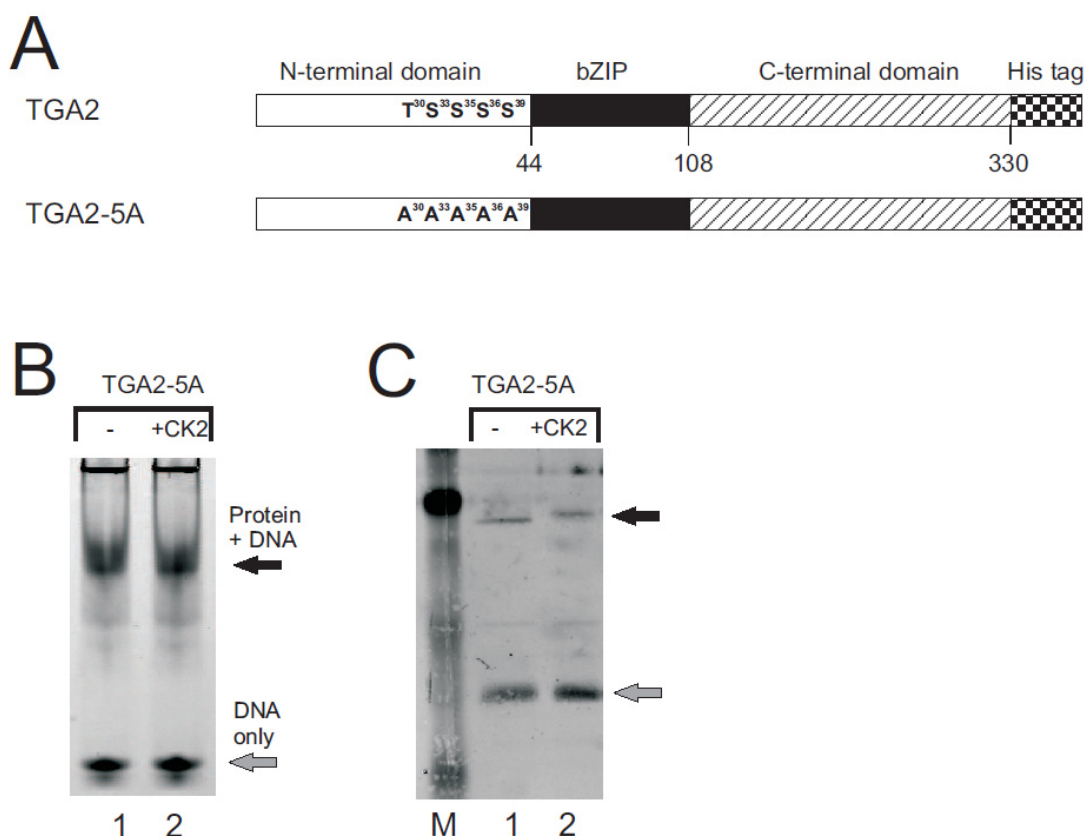 A
N-terminal domain bZIP C-terminal domain His tag
TGA2 T³⁰S³³S³⁵S³⁶S³⁹
44 108 330
TGA2-5A A³⁰A³³A³⁵A³⁶A³⁹
B
TGA2-5A
- +CK2
Protein
+ DNA
DNA
only
1 2
C
TGA2-5A
- +CK2
M 1 2